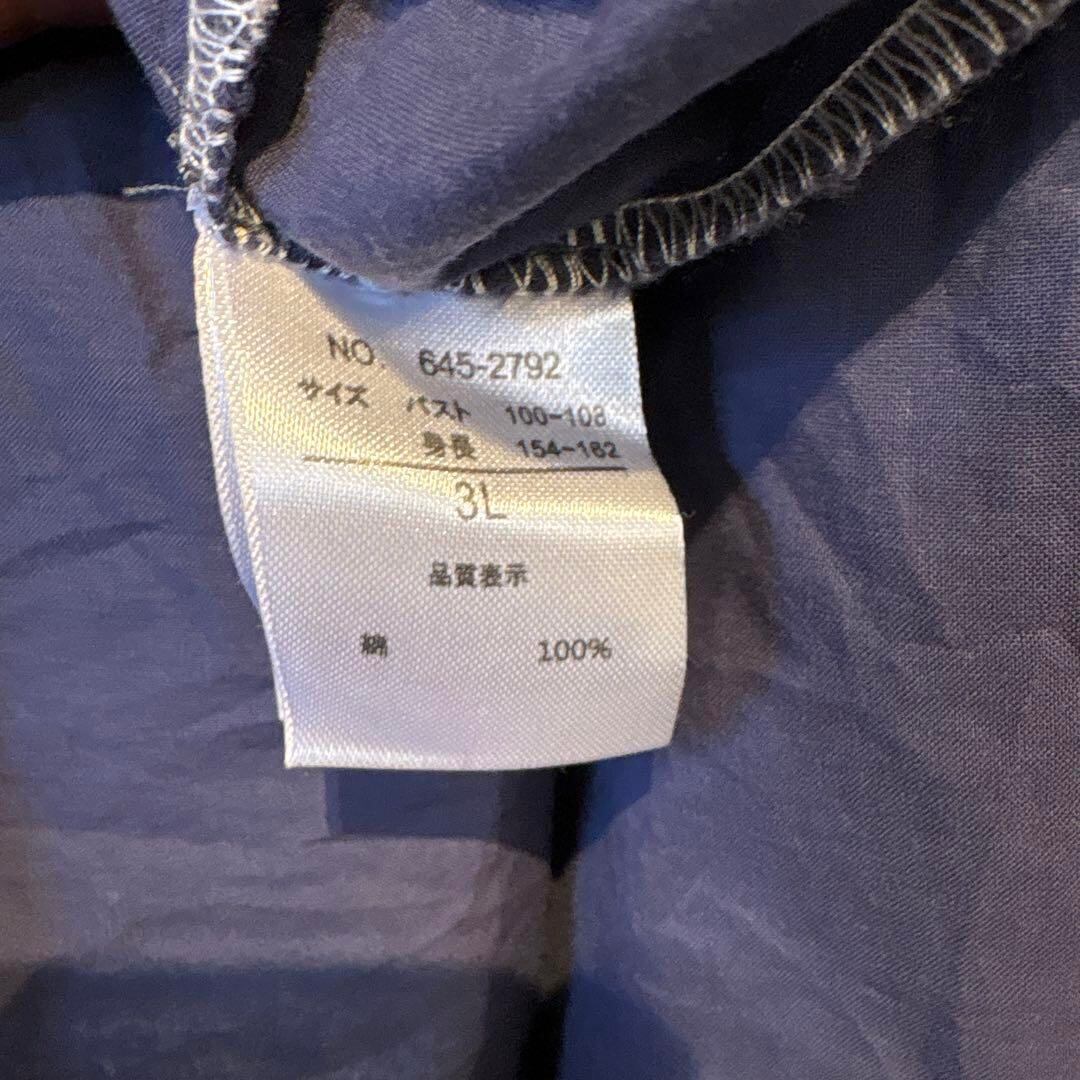 NO. 645-2792
サイズ バスト 100-108
身長 154-162
3L
品質表示
綿 100%